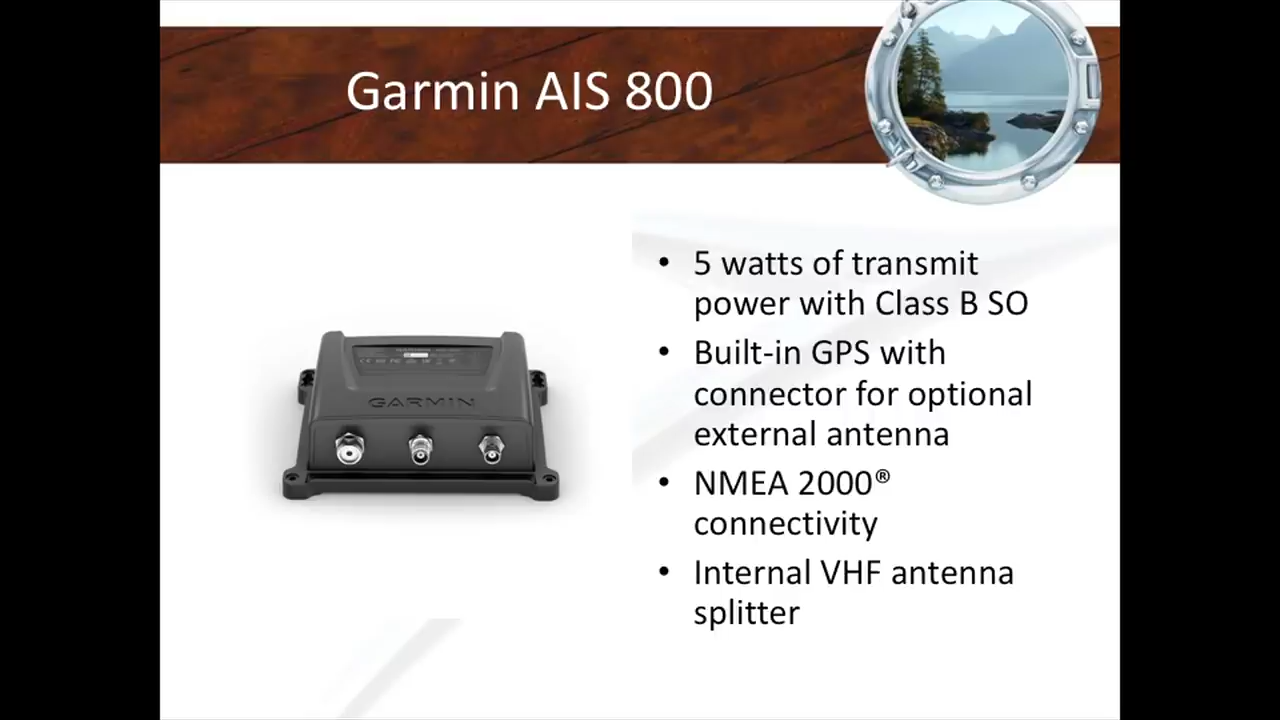 Garmin AIS 800
• 5 watts of transmit
power with Class B SO
• Built-in GPS with
connector for optional
external antenna
• NMEA 2000®
connectivity
• Internal VHF antenna
splitter
GARMIN